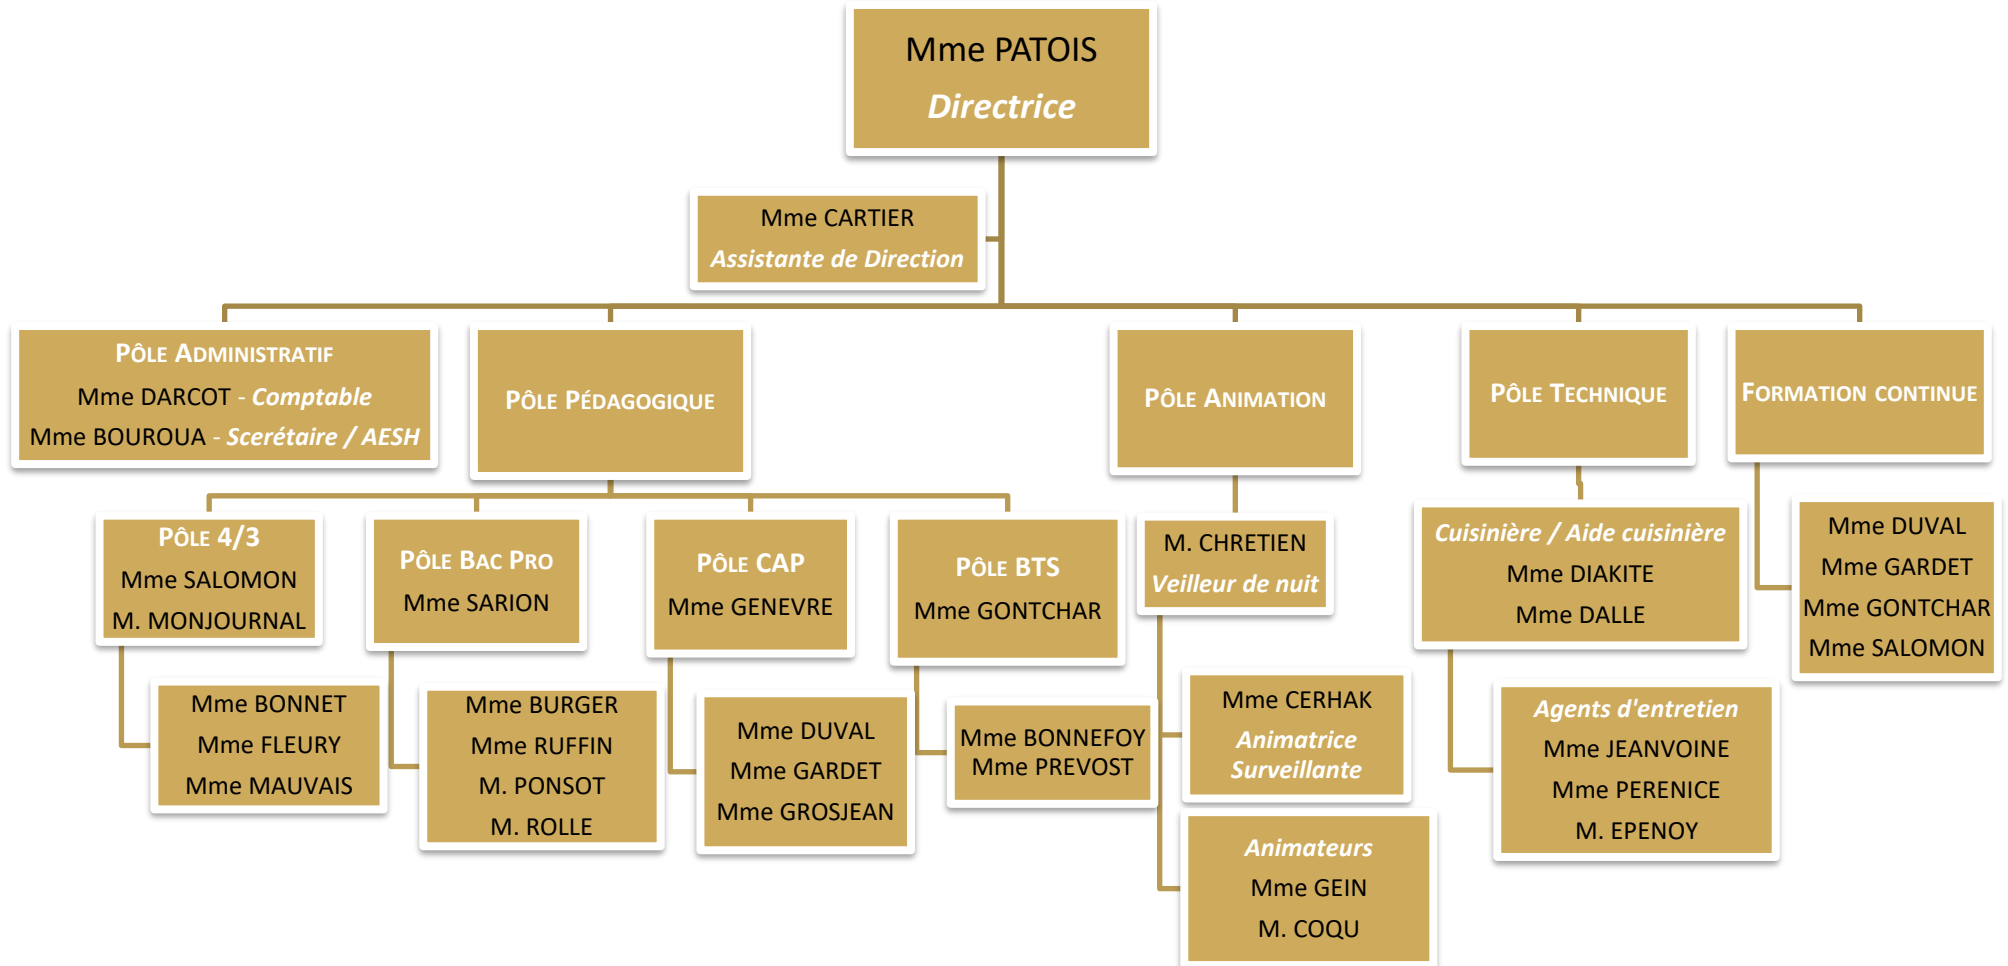 Mme PATOIS
Directrice
Mme CARTIER
Assistante de Direction
PÔLE ADMINISTRATIF
Mme DARCOT - Comptable
Mme BOUROUA - Scerétaire / AESH
PÔLE PÉDAGOGIQUE
PÔLE ANIMATION
PÔLE TECHNIQUE
FORMATION CONTINUE
PÔLE 4/3
Mme SALOMON
M. MONJOURNAL
Mme BONNET
Mme FLEURY
Mme MAUVAIS
PÔLE BAC PRO
Mme SARION
Mme BURGER
Mme RUFFIN
M. PONSOT
M. ROLLE
PÔLE CAP
Mme GENEVRE
Mme DUVAL
Mme GARDET
Mme GROSJEAN
PÔLE BTS
Mme GONTCHAR
Mme BONNEFOY
Mme PREVOST
M. CHRETIEN
Veilleur de nuit
Mme CERHAK
Animatrice
Surveillante
Animateurs
Mme GEIN
M. COQU
Cuisinière / Aide cuisinière
Mme DIAKITE
Mme DALLE
Agents d'entretien
Mme JEANVOINE
Mme PERENICE
M. EPENOY
Mme DUVAL
Mme GARDET
Mme GONTCHAR
Mme SALOMON